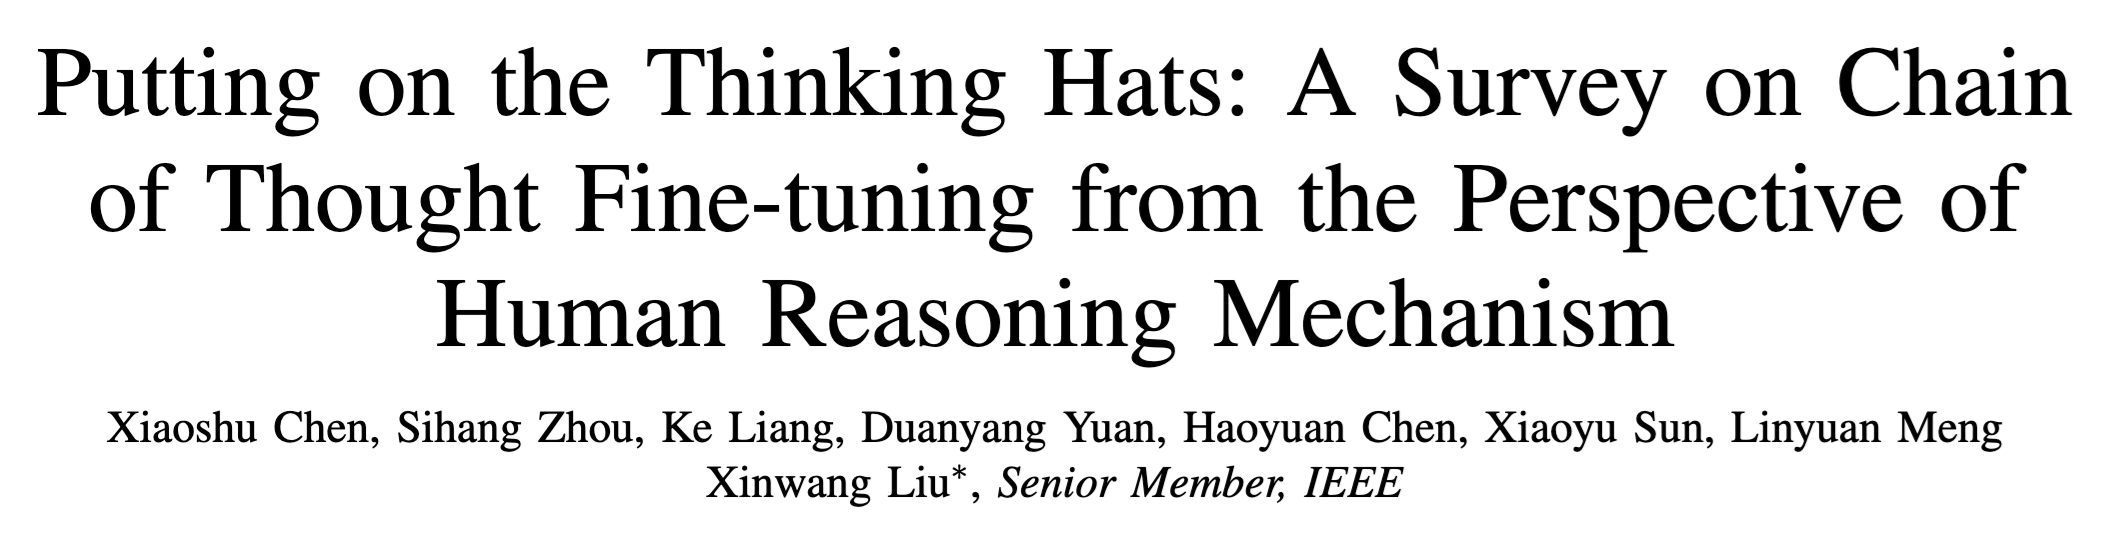 Putting on the Thinking Hats: A Survey on Chain
of Thought Fine-tuning from the Perspective of
Human Reasoning Mechanism
Xiaoshu Chen, Sihang Zhou, Ke Liang, Duanyang Yuan, Haoyuan Chen, Xiaoyu Sun, Linyuan Meng
Xinwang Liu*, Senior Member, IEEE